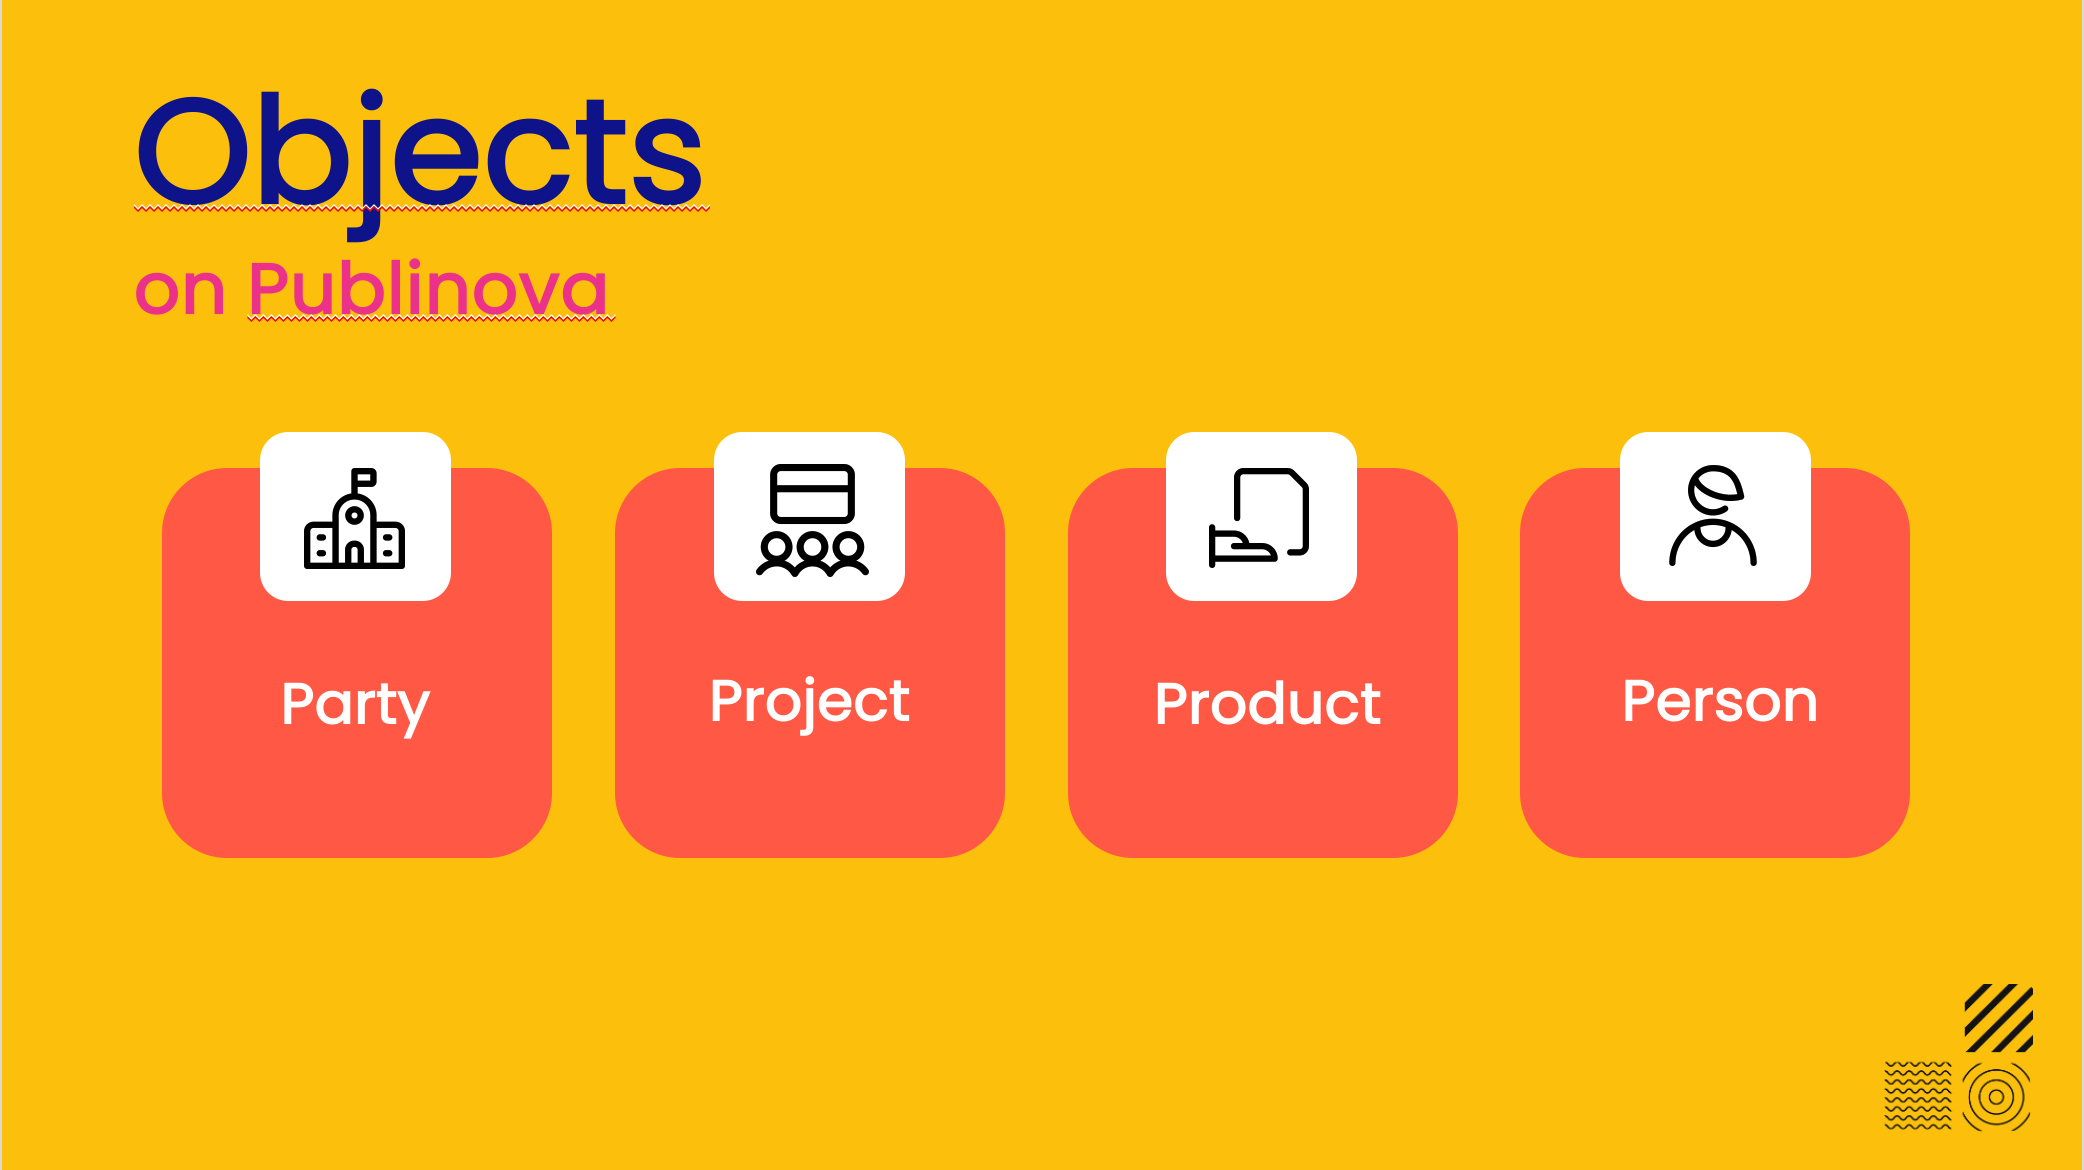 Objects
on Publinova
Party
Project
Product
Person